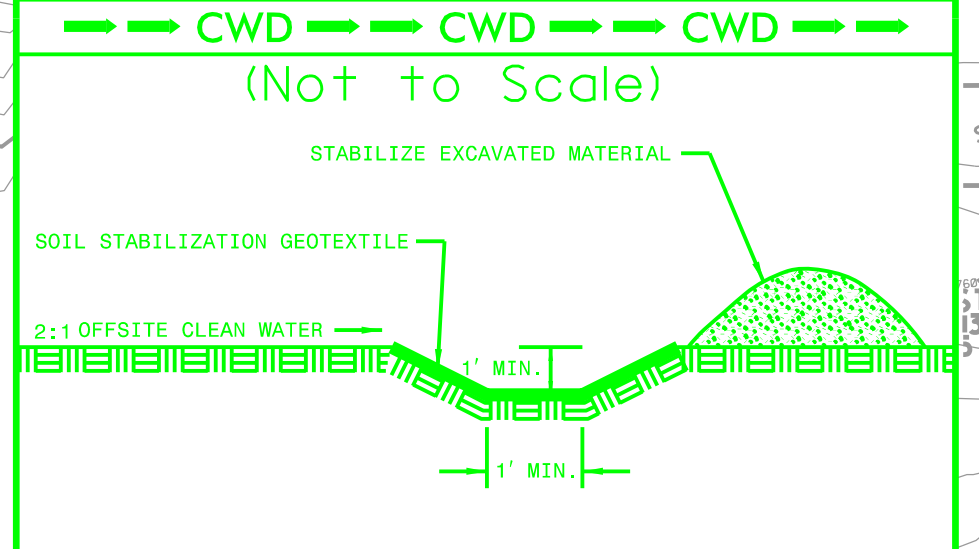 CWD CWD CWD
(Not to Scale)
STABILIZE EXCAVATED MATERIAL
SOIL STABILIZATION GEOTEXTILE
2:1 OFFSITE CLEAN WATER
1' MIN.
1' MIN.